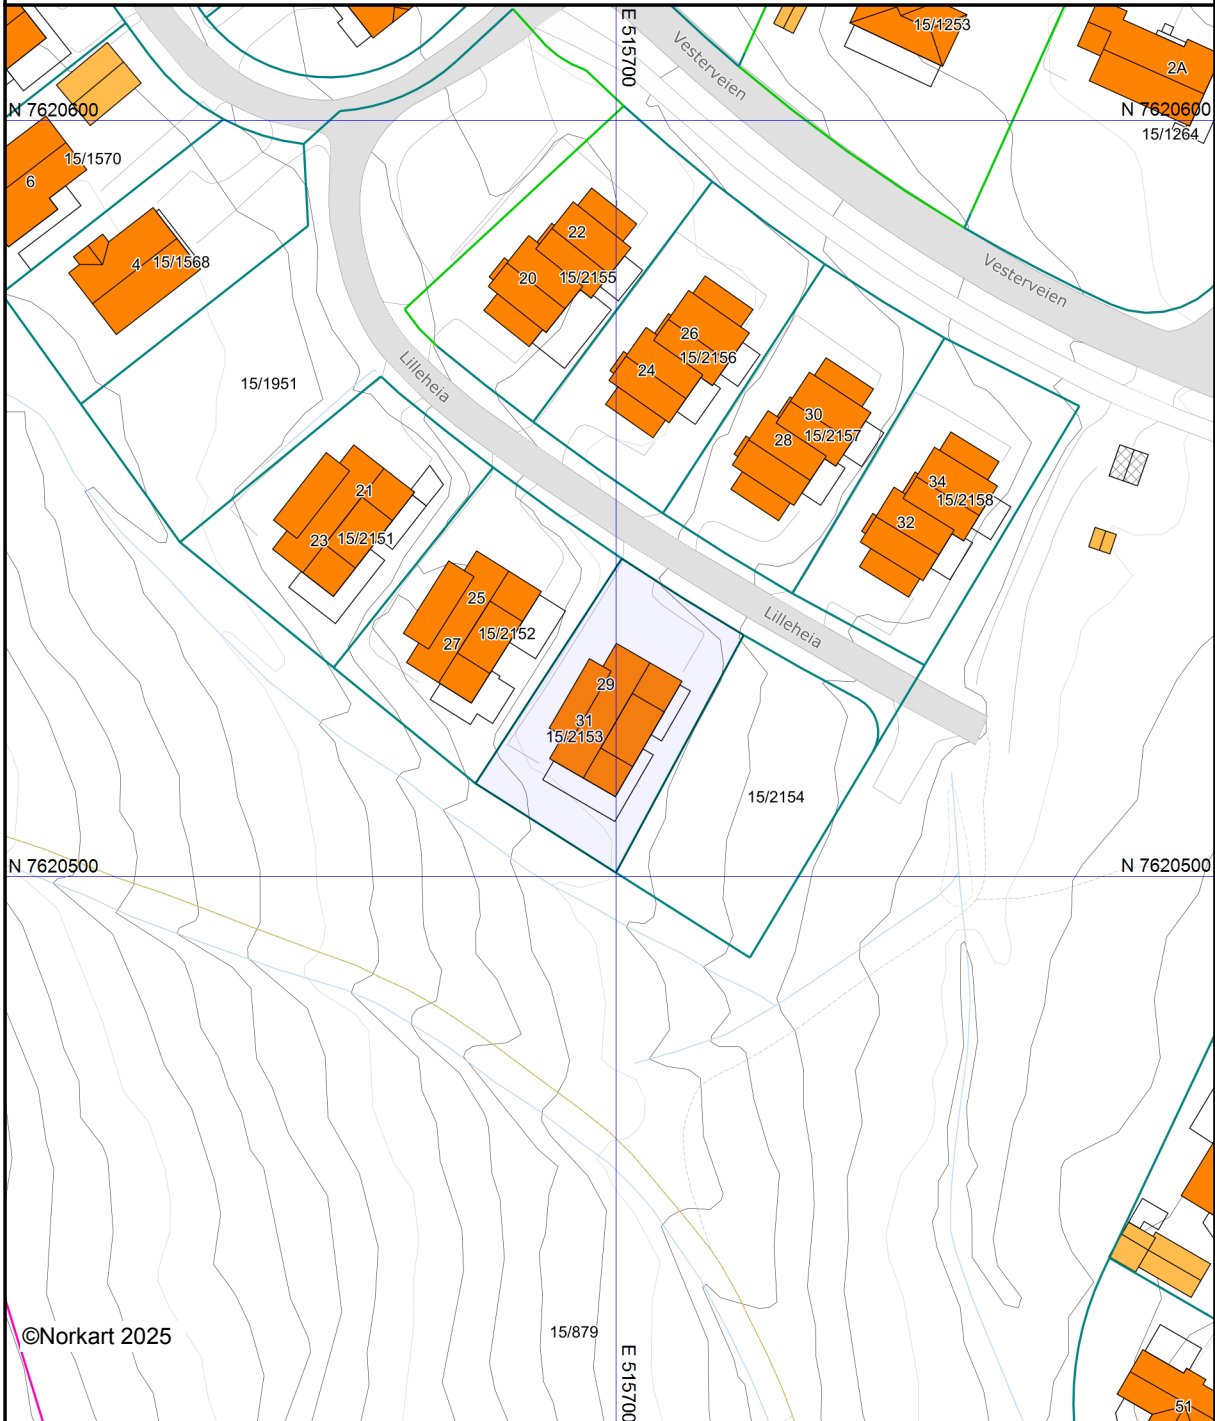 E 515700
15/1253
Vesterveien
2A
N 7620600
N 7620600
15/1264
15/1570
6
22
4
15/1568
20
15/2155
Vesterveien
26
15/2156
24
Lilleheia
15/1951
30
15/2157
28
34
15/2158
21
32
23
15/2151
25
15/2152
27
Lilleheia
29
31
15/2153
15/2154
N 7620500
N 7620500
15/879
©Norkart 2025
E 515700
51